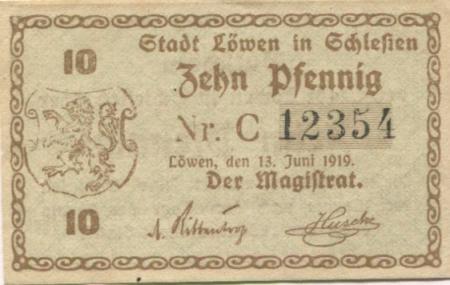 Stadt Löwen in Schlesien
10
Zehn Pfennig
Nr. C 12354
Löwen, den 13. Juni 1919.
Der Magistrat.
10